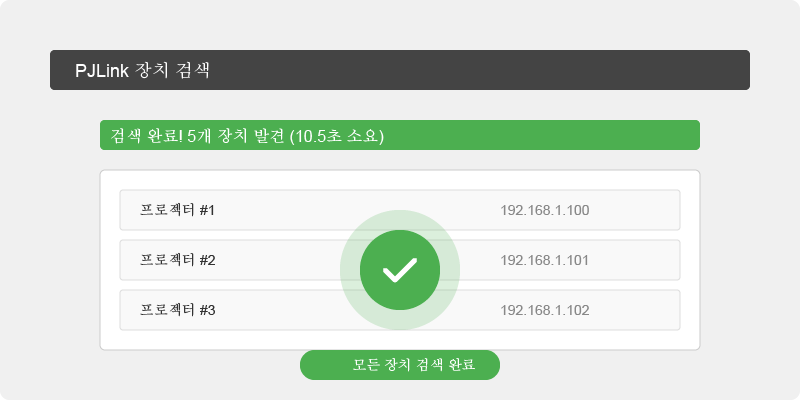 PJLink 장치 검색
검색 완료! 5개 장치 발견 (10.5초 소요)
프로젝터 #1 192.168.1.100
프로젝터 #2 192.168.1.101
프로젝터 #3 192.168.1.102
모든 장치 검색 완료